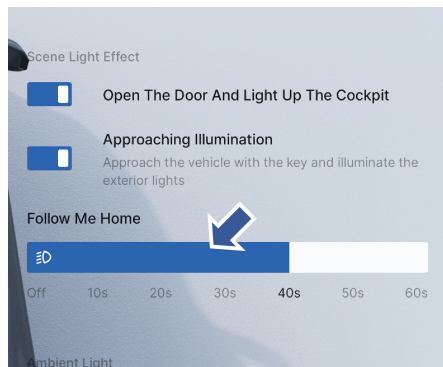 Scene Light Effect
Open The Door And Light Up The Cockpit
Approaching Illumination
Approach the vehicle with the key and illuminate the
exterior lights
Follow Me Home
Off 10s 20s 30s 40s 50s 60s
Ambient Light